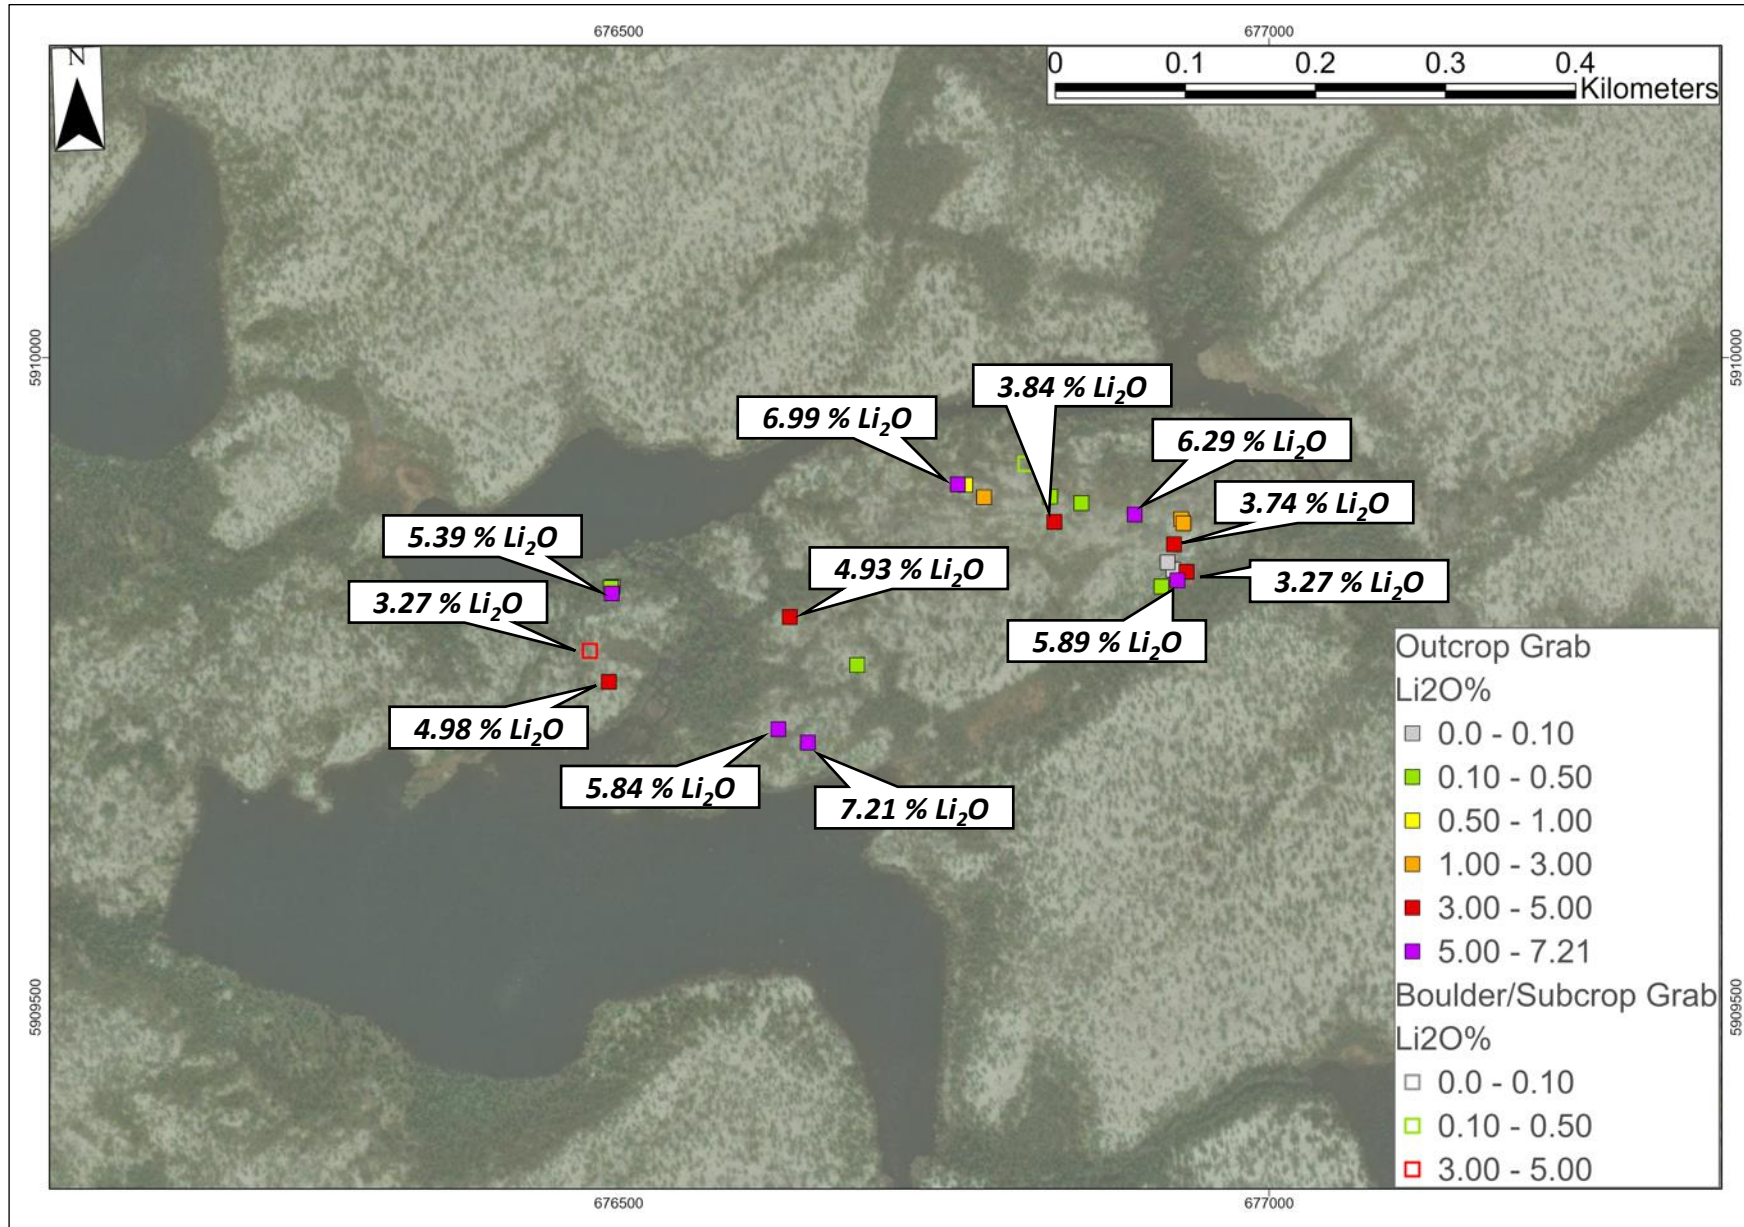 676500
677000
N
0
0.1
0.2
0.3
0.4
Kilometers
5910000
5910000
3.84 % Li₂O
6.99 % Li₂O
6.29 % Li₂O
3.74 % Li₂O
5.39 % Li₂O
4.93 % Li₂O
3.27 % Li₂O
3.27 % Li₂O
5.89 % Li₂O
4.98 % Li₂O
5.84 % Li₂O
7.21 % Li₂O
Outcrop Grab
Li2O%
0.0 - 0.10
0.10 - 0.50
0.50 - 1.00
1.00 - 3.00
3.00 - 5.00
5.00 - 7.21
Boulder/Subcrop Grab
Li2O%
0.0 - 0.10
0.10 - 0.50
3.00 - 5.00
5909500
5909500
676500
677000